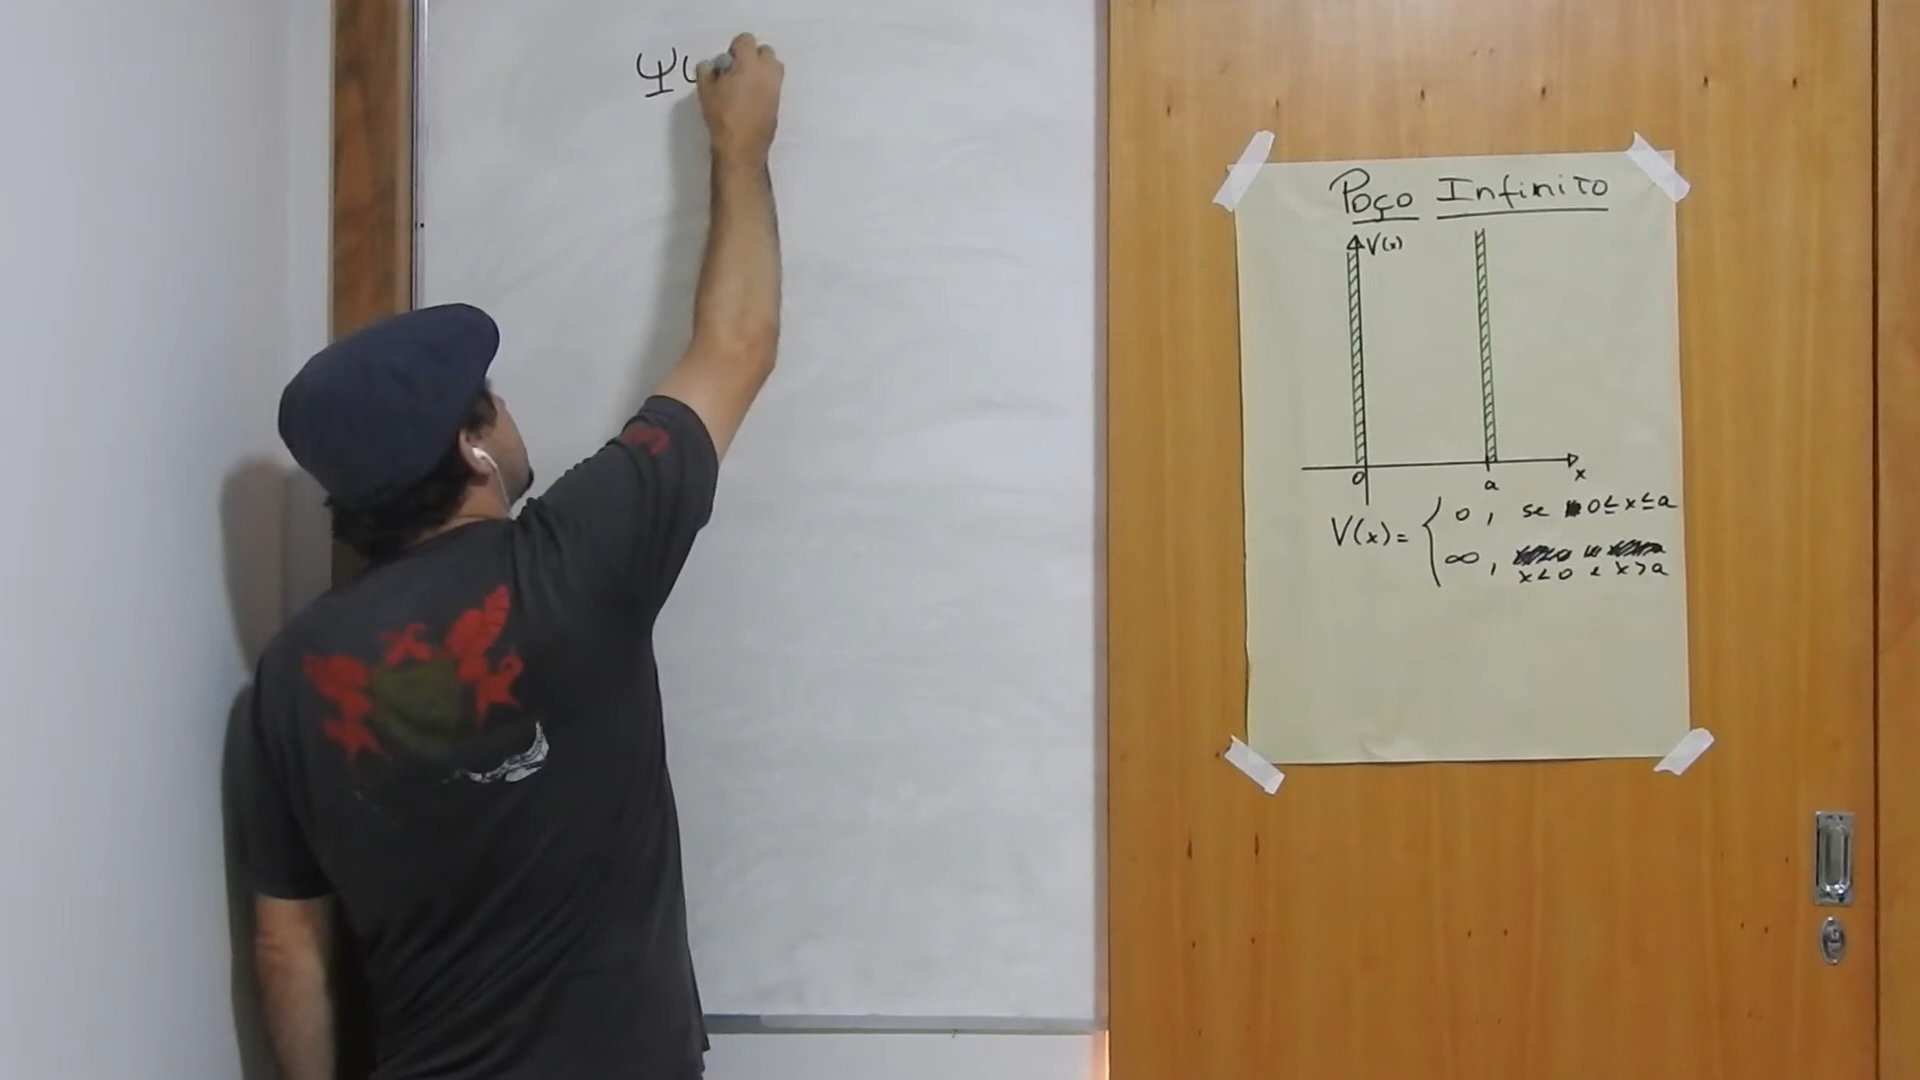 Ψ(
Poço Infinito
V(x)
0 a x
V(x)= { 0, se 0≤x≤a
∞, x<0 e x>a